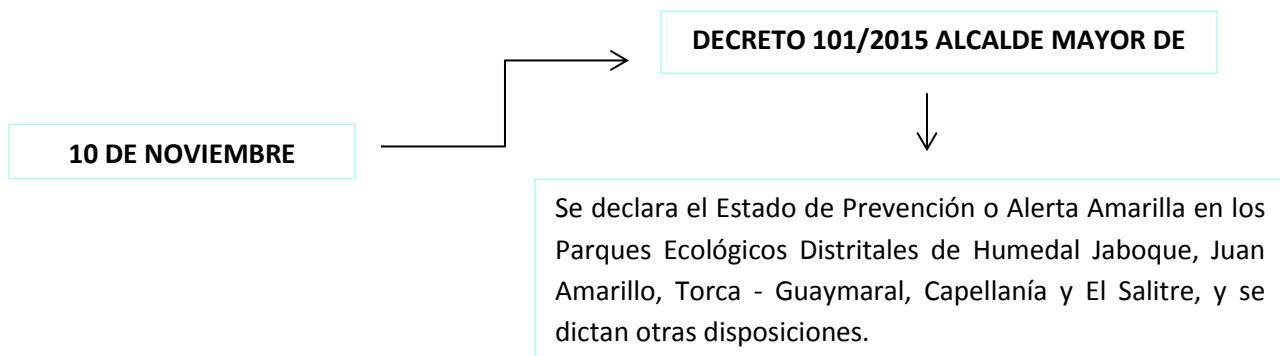 DECRETO 101/2015 ALCALDE MAYOR DE
10 DE NOVIEMBRE
Se declara el Estado de Prevención o Alerta Amarilla en los
Parques Ecológicos Distritales de Humedal Jaboque, Juan
Amarillo, Torca - Guaymaral, Capellanía y El Salitre, y se
dictan otras disposiciones.